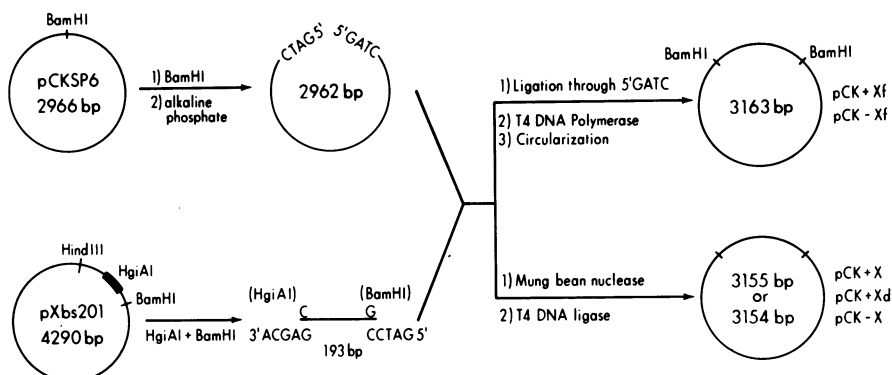 BamHI
pCKSP6
2966 bp
1) BamHI
2) alkaline
phosphate
CTAG5' 5'GATC
2962 bp
HindIII
HgiAI
BamHI
pXbs201
4290 bp
HgiAI + BamHI
(HgiAI) (BamHI)
C G
3'ACGAG CCTAG5'
193 bp
1) Ligation through 5'GATC
2) T4 DNA Polymerase
3) Circularization
BamHI BamHI
3163 bp
pCK + Xf
pCK - Xf
1) Mung bean nuclease
2) T4 DNA ligase
3155 bp
or
3154 bp
pCK + X
pCK + Xd
pCK - X